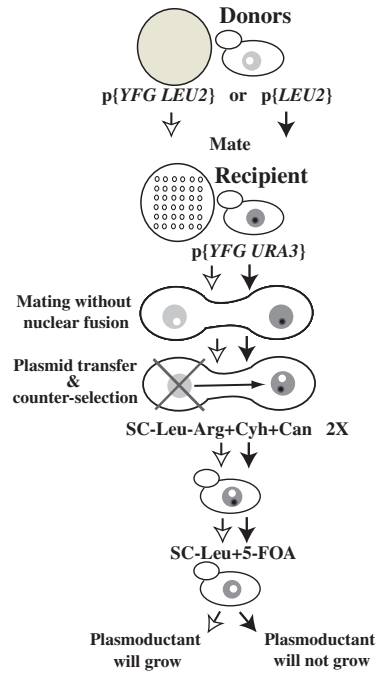 Donors
p{YFG LEU2} or p{LEU2}
Mate
Recipient
p{YFG URA3}
Mating without
nuclear fusion
Plasmid transfer
&
counter-selection
SC-Leu-Arg+Cyh+Can 2X
SC-Leu+5-FOA
Plasmoductant
will grow
Plasmoductant
will not grow